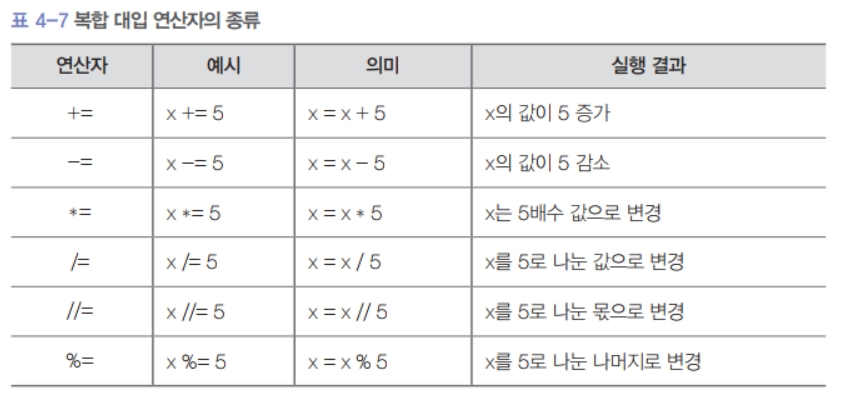 표 4-7 복합 대입 연산자의 종류
연산자 예시 의미 실행 결과
+= x += 5 x = x + 5 x의 값이 5 증가
-= x -= 5 x = x - 5 x의 값이 5 감소
*= x *= 5 x = x * 5 x는 5배수 값으로 변경
/= x /= 5 x = x / 5 x를 5로 나눈 값으로 변경
//= x //= 5 x = x // 5 x를 5로 나눈 몫으로 변경
%= x %= 5 x = x % 5 x를 5로 나눈 나머지로 변경